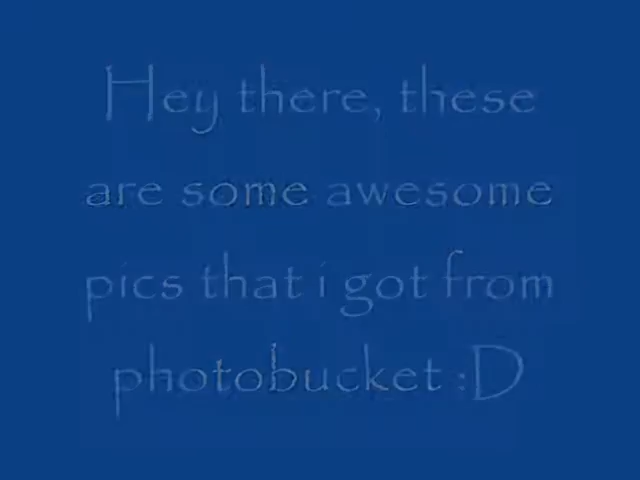 Hey there, these
are some awesome
pics that i got from
photobucket :D